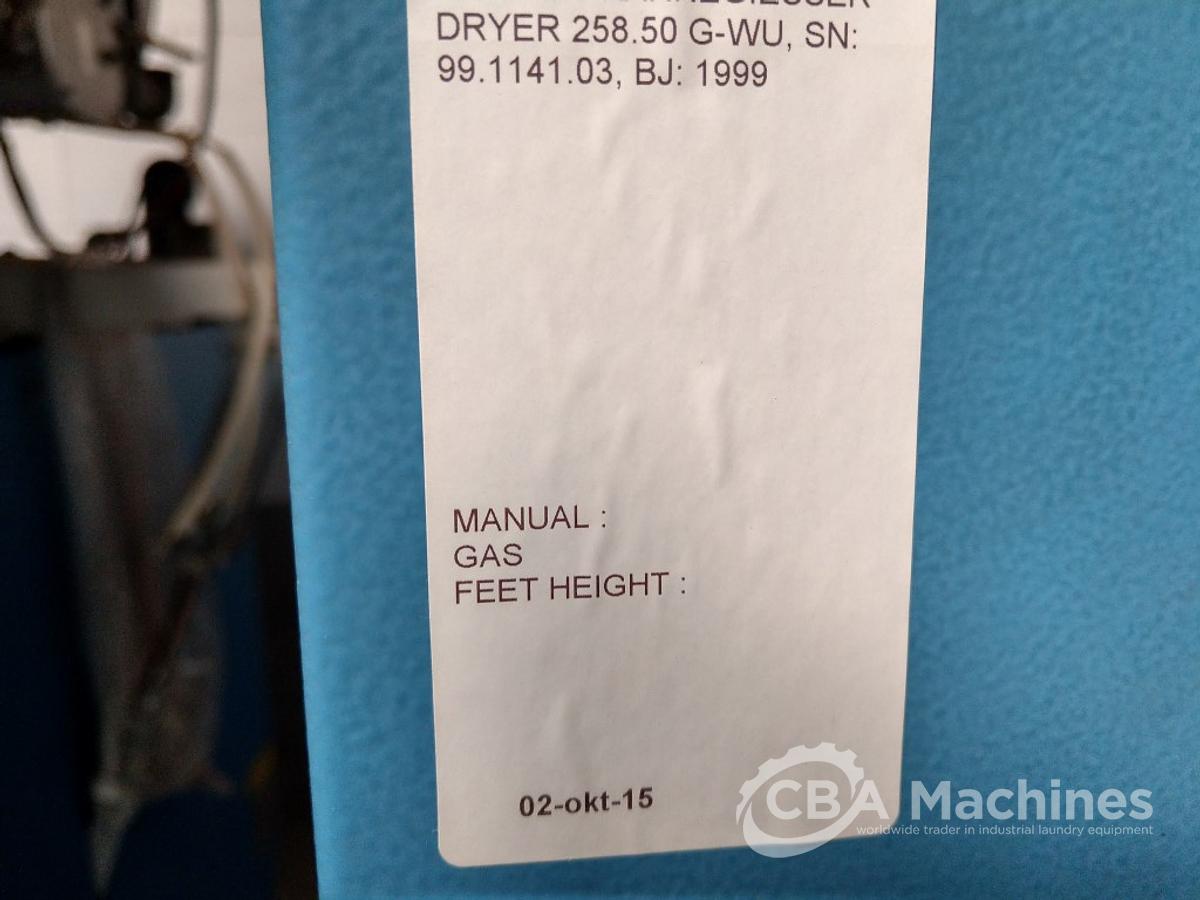 DRYER 258.50 G-WU, SN:
99.1141.03, BJ: 1999
MANUAL :
GAS
FEET HEIGHT :
02-okt-15
CBA Machines
worldwide trader in industrial laundry equipment